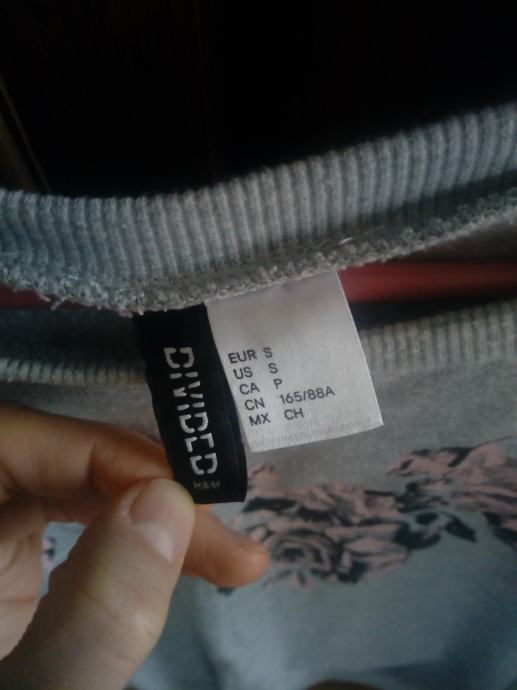 DIVIDED
H&M
EUR S
US S
CA P
CN 165/88A
MX CH